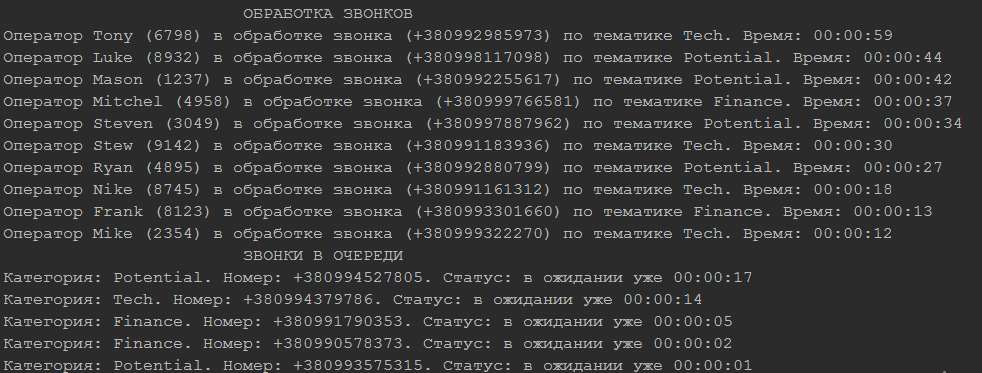 ОБРАБОТКА ЗВОНКОВ
Оператор Tony (6798) в обработке звонка (+380992985973) по тематике Tech. Время: 00:00:59
Оператор Luke (8932) в обработке звонка (+380998117098) по тематике Potential. Время: 00:00:44
Оператор Mason (1237) в обработке звонка (+380992255617) по тематике Potential. Время: 00:00:42
Оператор Mitchel (4958) в обработке звонка (+380999766581) по тематике Finance. Время: 00:00:37
Оператор Steven (3049) в обработке звонка (+380997887962) по тематике Potential. Время: 00:00:34
Оператор Stew (9142) в обработке звонка (+380991183936) по тематике Tech. Время: 00:00:30
Оператор Ryan (4895) в обработке звонка (+380992880799) по тематике Potential. Время: 00:00:27
Оператор Nike (8745) в обработке звонка (+380991161312) по тематике Tech. Время: 00:00:18
Оператор Frank (8123) в обработке звонка (+380993301660) по тематике Finance. Время: 00:00:13
Оператор Mike (2354) в обработке звонка (+380999322270) по тематике Tech. Время: 00:00:12
ЗВОНКИ В ОЧЕРЕДИ
Категория: Potential. Номер: +380994527805. Статус: в ожидании уже 00:00:17
Категория: Tech. Номер: +380994379786. Статус: в ожидании уже 00:00:14
Категория: Finance. Номер: +380991790353. Статус: в ожидании уже 00:00:05
Категория: Finance. Номер: +380990578373. Статус: в ожидании уже 00:00:02
Категория: Potential. Номер: +380993575315. Статус: в ожидании уже 00:00:01